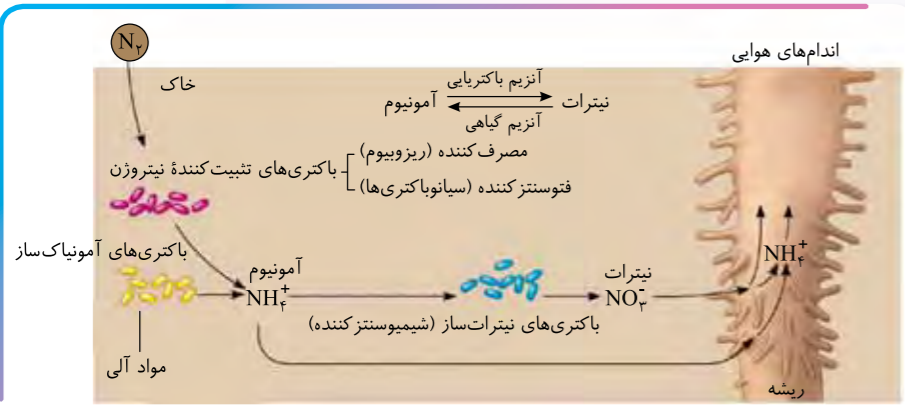 N۲
اندام‌های هوایی
خاک
آنزیم باکتریایی
نیترات
آمونیوم
آنزیم گیاهی
باکتری‌های تثبیت‌کنندهٔ نیتروژن
مصرف‌کننده (ریزوبیوم)
فتوسنتزکننده (سیانوباکتری‌ها)
باکتری‌های آمونیاک‌ساز
آمونیوم
NH۴+
نیترات
NO۳-
NH۴+
باکتری‌های نیترات‌ساز (شیمیوسنتزکننده)
مواد آلی
ریشه